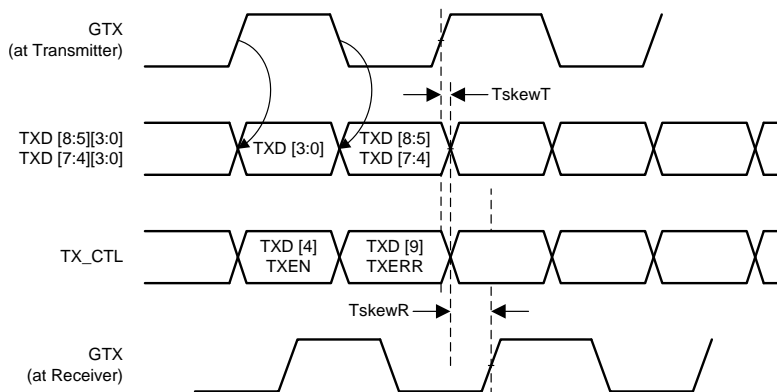 GTX
(at Transmitter)
TskewT
TXD [8:5][3:0]
TXD [7:4][3:0]
TXD [3:0]
TXD [8:5]
TXD [7:4]
TX_CTL
TXD [4]
TXEN
TXD [9]
TXERR
TskewR
GTX
(at Receiver)